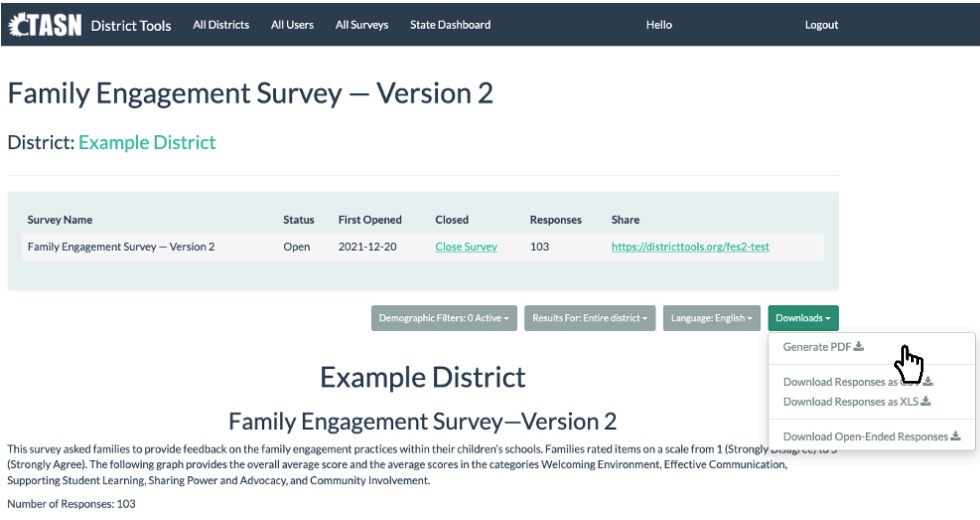 TASN District Tools All Districts All Users All Surveys State Dashboard Hello Logout
Family Engagement Survey — Version 2
District: Example District
Survey Name Status First Opened Closed Responses Share
Family Engagement Survey — Version 2 Open 2021-12-20 Close Survey 103 https://districttools.org/fes2-test
Demographic Filters: 0 Active Results For: Entire district Language: English Downloads
Generate PDF
Download Responses as
Download Responses as XLS
Download Open-Ended Responses
Example District
Family Engagement Survey—Version 2
This survey asked families to provide feedback on the family engagement practices within their children's schools. Families rated items on a scale from 1 (Strongly Disagree) to 5
(Strongly Agree). The following graph provides the overall average score and the average scores in the categories Welcoming Environment, Effective Communication,
Supporting Student Learning, Sharing Power and Advocacy, and Community Involvement.
Number of Responses: 103